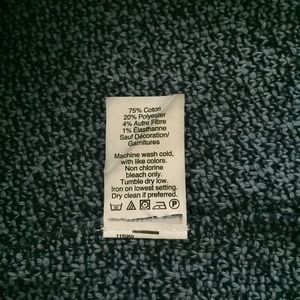 75% Coton
20% Polyester
4% Autre Fibre
1% Elasthanne
Sauf Décoration/
Garnitures
Machine wash cold,
with like colors.
Non chlorine
bleach only.
Tumble dry low.
Iron on lowest setting.
Dry clean if preferred.
P
115959